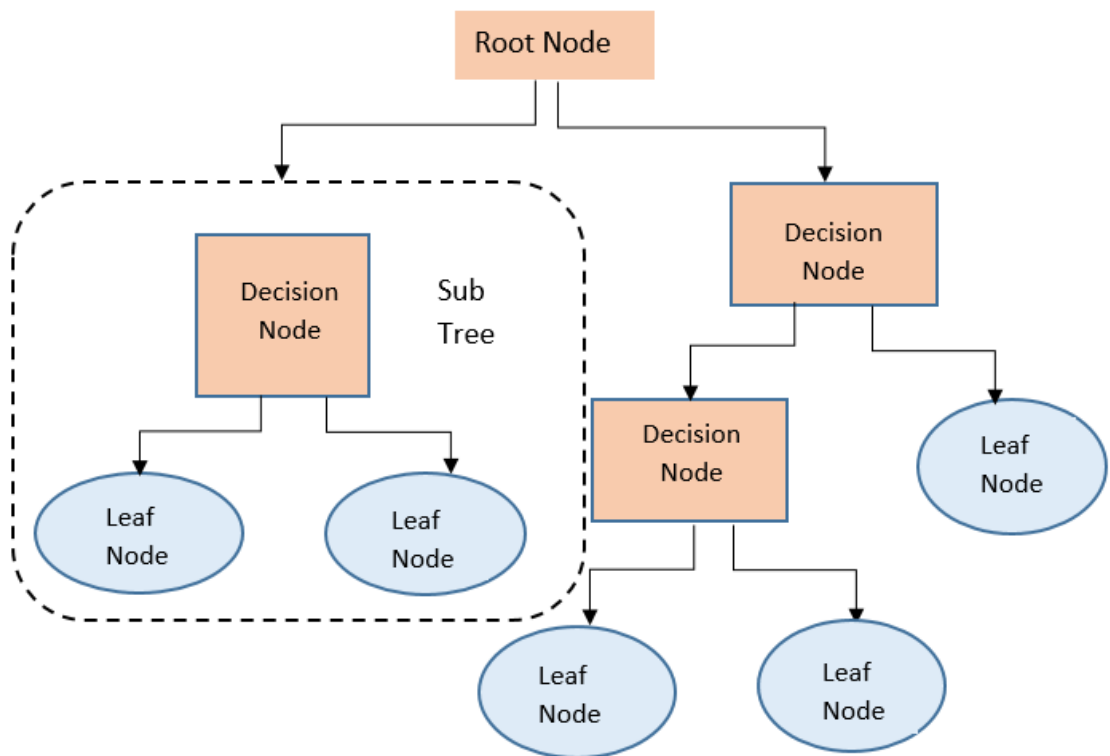 Root Node
Decision
Node
Sub
Tree
Leaf
Node
Leaf
Node
Decision
Node
Decision
Node
Leaf
Node
Leaf
Node
Leaf
Node